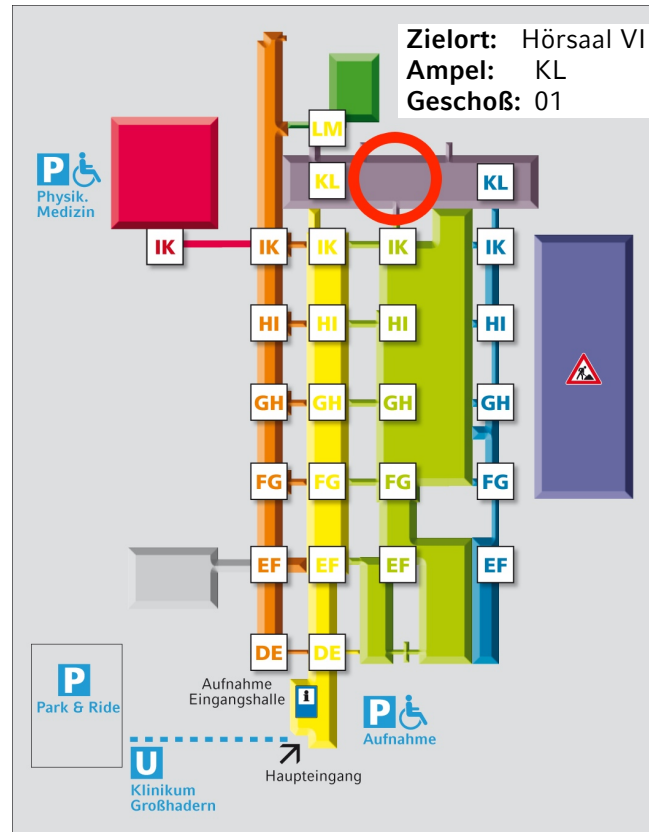 Zielort: Hörsaal VI
Ampel: KL
Geschoß: 01
LM
P
Physik.
Medizin
KL KL
IK IK IK IK IK
HI HI HI HI
GH GH GH GH
FG FG FG FG
EF EF EF EF
DE DE
P
Park & Ride
Aufnahme
Eingangshalle
i
P
Aufnahme
U
Klinikum
Großhadern
Haupteingang